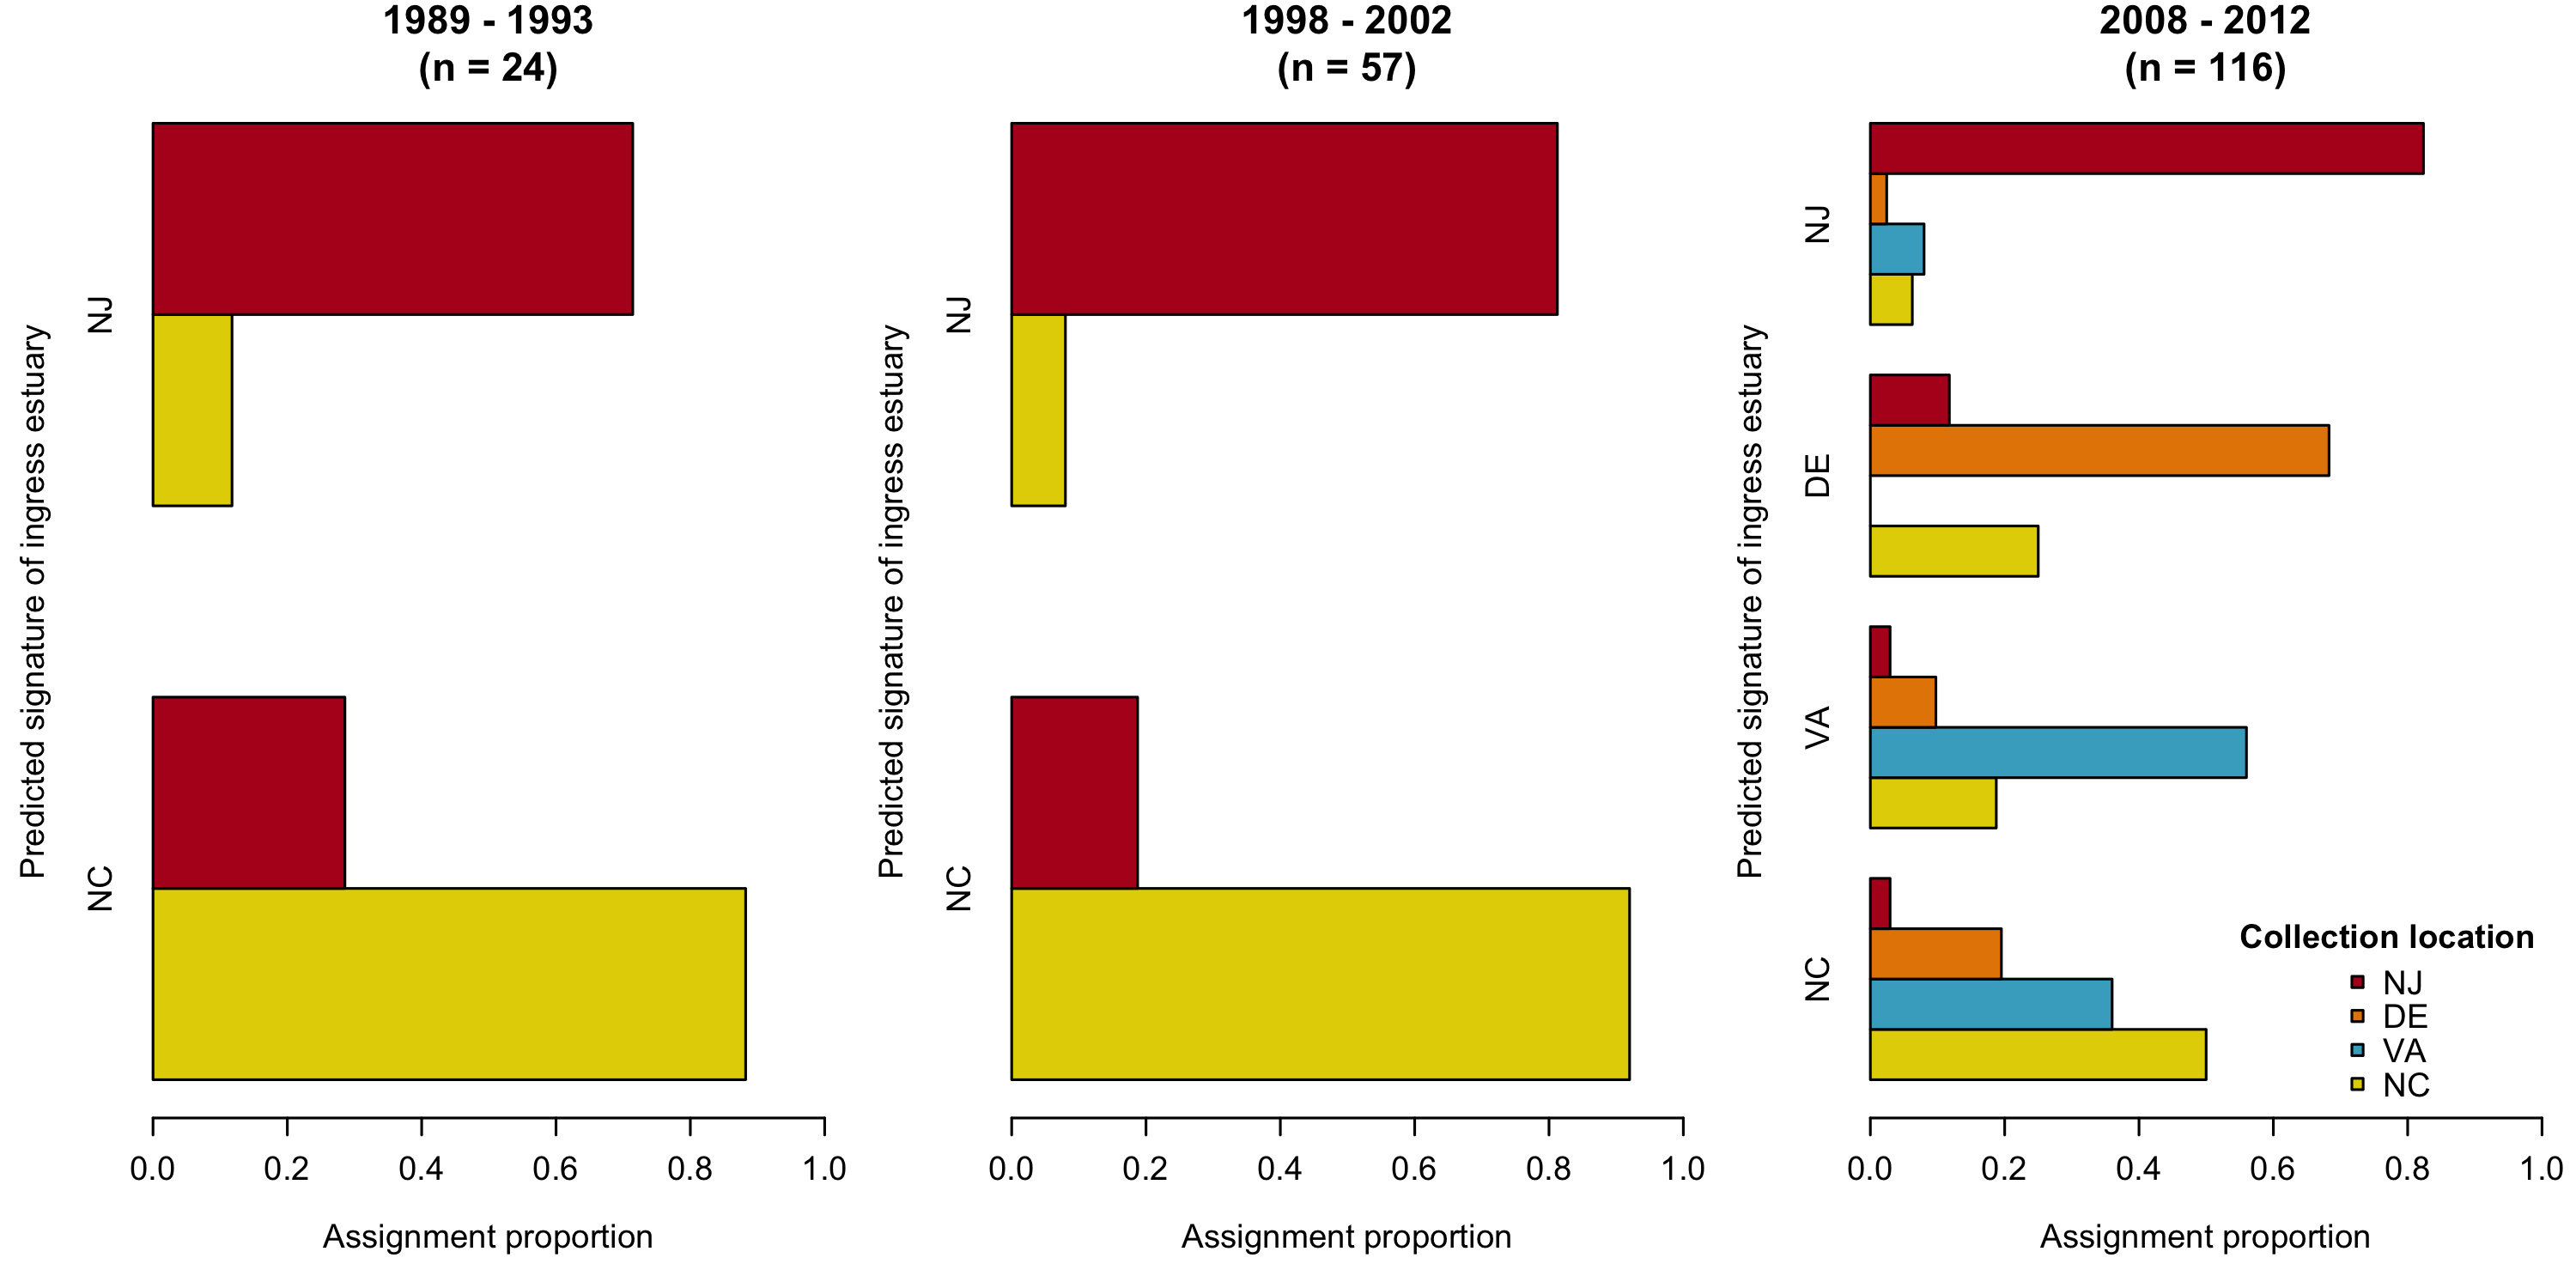 1989 - 1993
(n = 24)
Predicted signature of ingress estuary
NJ
NC
0.0 0.2 0.4 0.6 0.8 1.0
Assignment proportion
1998 - 2002
(n = 57)
Predicted signature of ingress estuary
NJ
NC
0.0 0.2 0.4 0.6 0.8 1.0
Assignment proportion
2008 - 2012
(n = 116)
Predicted signature of ingress estuary
NJ
DE
VA
NC
Collection location
NJ
DE
VA
NC
0.0 0.2 0.4 0.6 0.8 1.0
Assignment proportion